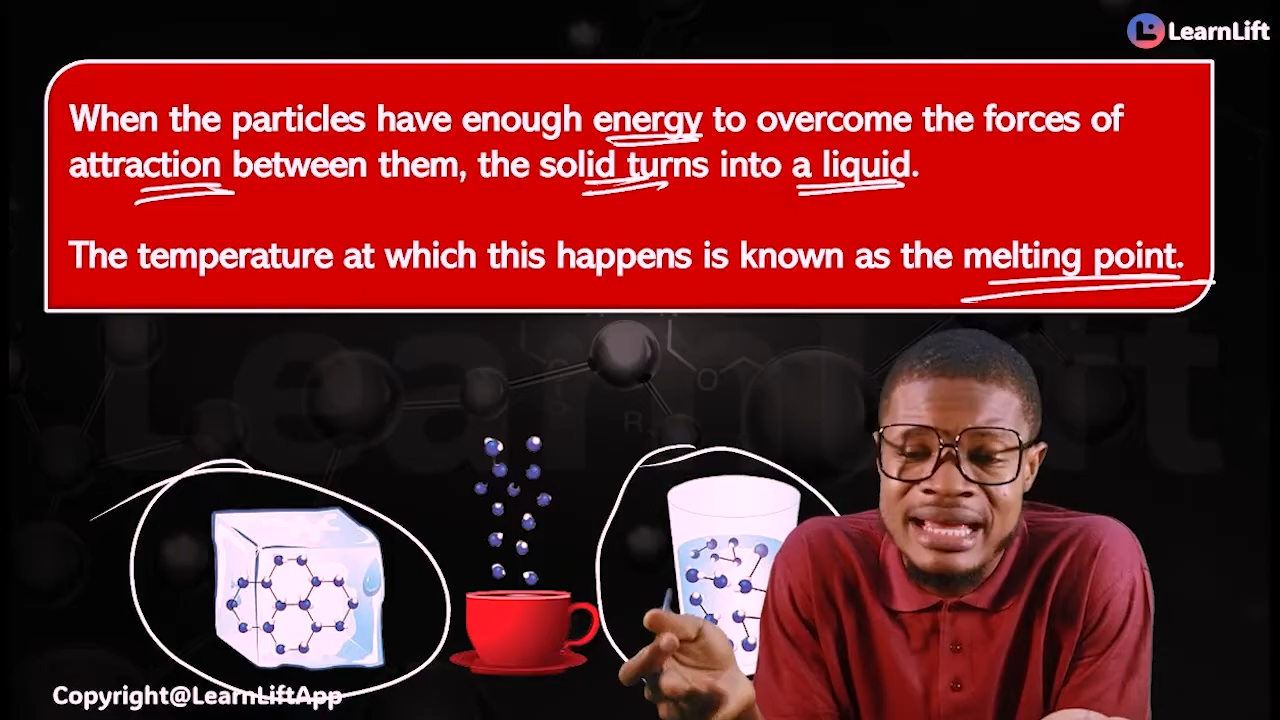 LearnLift
When the particles have enough energy to overcome the forces of
attraction between them, the solid turns into a liquid.
The temperature at which this happens is known as the melting point.
Copyright@LearnLiftApp